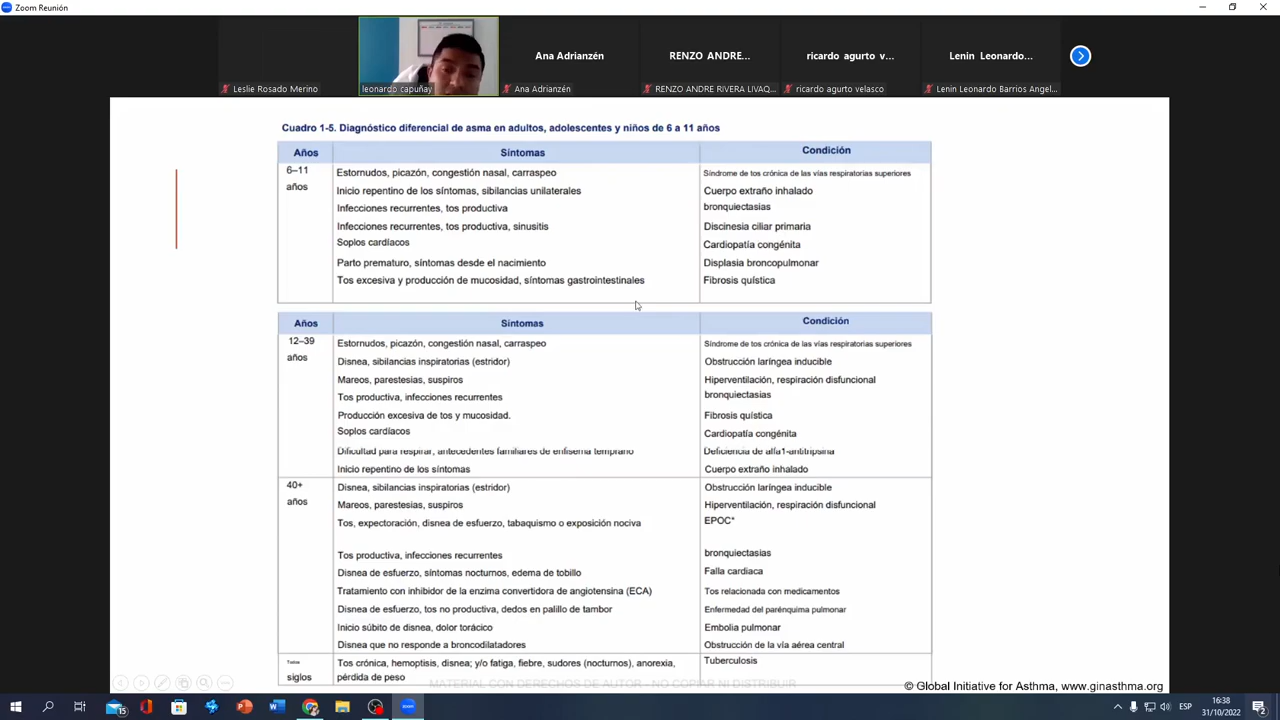 Zoom Reunión
Ana Adrianzén
RENZO ANDRE...
ricardo agurto v...
Lenin Leonardo...
Leslie Rosado Merino
leonardo capuñay
Ana Adrianzén
RENZO ANDRE RIVERA LIVAQ...
ricardo agurto velasco
Lenin Leonardo Barrios Angel...
Cuadro 1-5. Diagnóstico diferencial de asma en adultos, adolescentes y niños de 6 a 11 años
Años Síntomas Condición
6–11 años
Estornudos, picazón, congestión nasal, carraspeo Síndrome de tos crónica de las vías respiratorias superiores
Inicio repentino de los síntomas, sibilancias unilaterales Cuerpo extraño inhalado
Infecciones recurrentes, tos productiva bronquiectasias
Infecciones recurrentes, tos productiva, sinusitis Discinesia ciliar primaria
Soplos cardíacos Cardiopatía congénita
Parto prematuro, síntomas desde el nacimiento Displasia broncopulmonar
Tos excesiva y producción de mucosidad, síntomas gastrointestinales Fibrosis quística
Años Síntomas Condición
12–39 años
Estornudos, picazón, congestión nasal, carraspeo Síndrome de tos crónica de las vías respiratorias superiores
Disnea, sibilancias inspiratorias (estridor) Obstrucción laríngea inducible
Mareos, parestesias, suspiros Hiperventilación, respiración disfuncional
Tos productiva, infecciones recurrentes bronquiectasias
Producción excesiva de tos y mucosidad. Fibrosis quística
Soplos cardíacos Cardiopatía congénita
Dificultad para respirar, antecedentes familiares de enfisema temprano Deficiencia de alfa1-antitripsina
Inicio repentino de los síntomas Cuerpo extraño inhalado
40+ años
Disnea, sibilancias inspiratorias (estridor) Obstrucción laríngea inducible
Mareos, parestesias, suspiros Hiperventilación, respiración disfuncional
Tos, expectoración, disnea de esfuerzo, tabaquismo o exposición nociva EPOC*
Tos productiva, infecciones recurrentes bronquiectasias
Disnea de esfuerzo, síntomas nocturnos, edema de tobillo Falla cardiaca
Tratamiento con inhibidor de la enzima convertidora de angiotensina (ECA) Tos relacionada con medicamentos
Disnea de esfuerzo, tos no productiva, dedos en palillo de tambor Enfermedad del parénquima pulmonar
Inicio súbito de disnea, dolor torácico Embolia pulmonar
Disnea que no responde a broncodilatadores Obstrucción de la vía aérea central
Todos siglos
Tos crónica, hemoptisis, disnea; y/o fatiga, fiebre, sudores (nocturnos), anorexia, Tuberculosis
pérdida de peso
MATERIAL CON DERECHOS DE AUTOR - NO COPIAR NI DISTRIBUIR
© Global Initiative for Asthma, www.ginasthma.org
15
ESP
16:38
31/10/2022
2